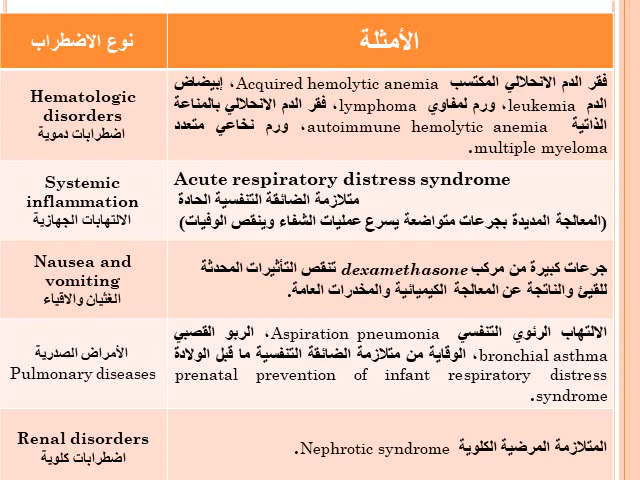 نوع الاضطراب
الأمثلة
Hematologic
disorders
اضطرابات دموية
فقر الدم الانحلالي المكتسب Acquired hemolytic anemia، إبيضاض
الدم leukemia، ورم لمفاوي lymphoma، فقر الدم الانحلالي بالمناعة
الذاتية autoimmune hemolytic anemia، ورم نخاعي متعدد
multiple myeloma.
Systemic
inflammation
الالتهابات الجهازية
Acute respiratory distress syndrome
متلازمة الضائقة التنفسية الحادة
(المعالجة المديدة بجرعات متواضعة يسرع عمليات الشفاء وينقص الوفيات)
Nausea and
vomiting
الغثيان والاقياء
جرعات كبيرة من مركب dexamethasone تنقص التأثيرات المحدثة
للقيئ والناتجة عن المعالجة الكيميائية والمخدرات العامة.
الأمراض الصدرية
Pulmonary diseases
الالتهاب الرئوي التنفسي Aspiration pneumonia، الربو القصبي
bronchial asthma، الوقاية من متلازمة الضائقة التنفسية ما قبل الولادة
prenatal prevention of infant respiratory distress
syndrome.
Renal disorders
اضطرابات كلوية
المتلازمة المرضية الكلوية Nephrotic syndrome.